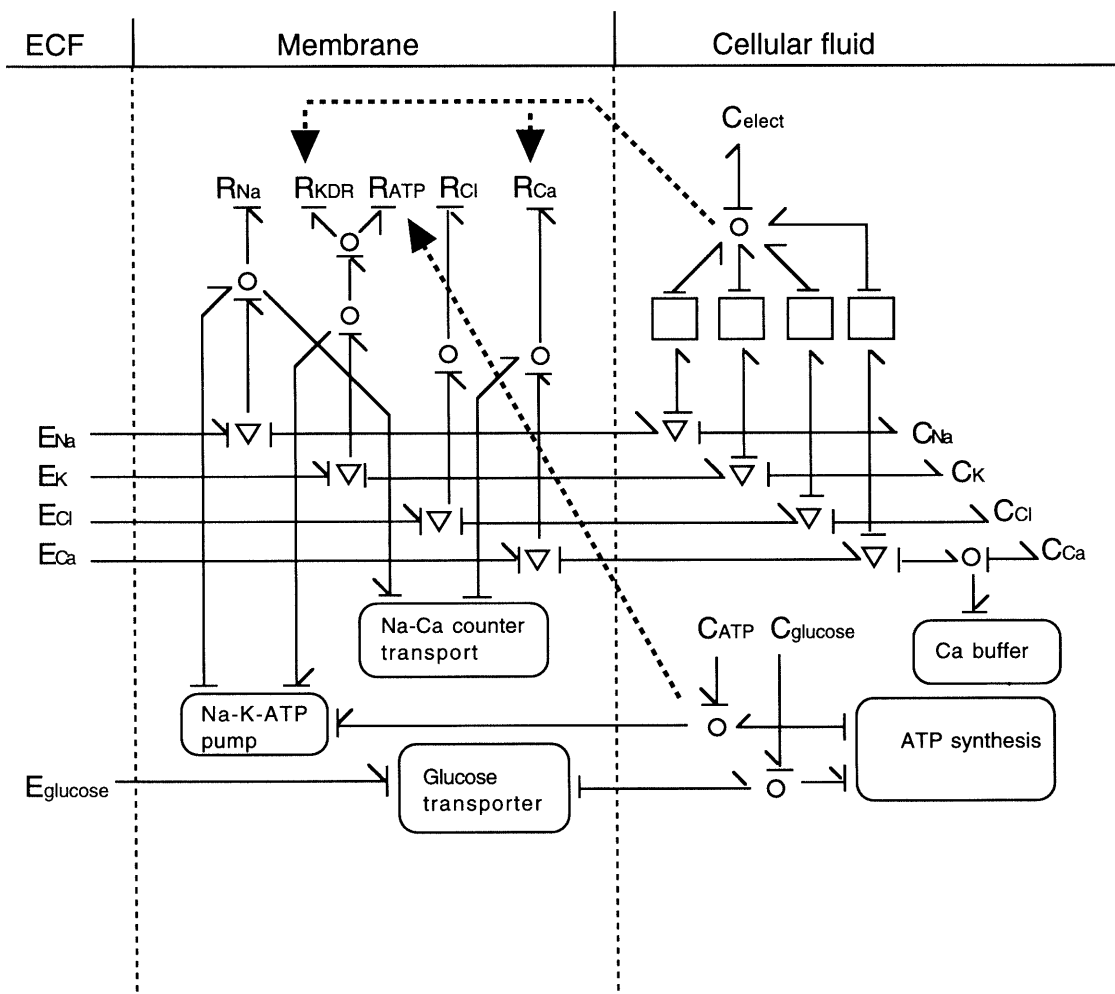 ECF Membrane Cellular fluid
Celect
RNa RKDR RATP RCl RCa
ENa CNa
EK CK
ECl CCl
ECa CCa
Na-Ca counter
transport
CATP Cglucose
Ca buffer
Na-K-ATP
pump
ATP synthesis
Eglucose
Glucose
transporter